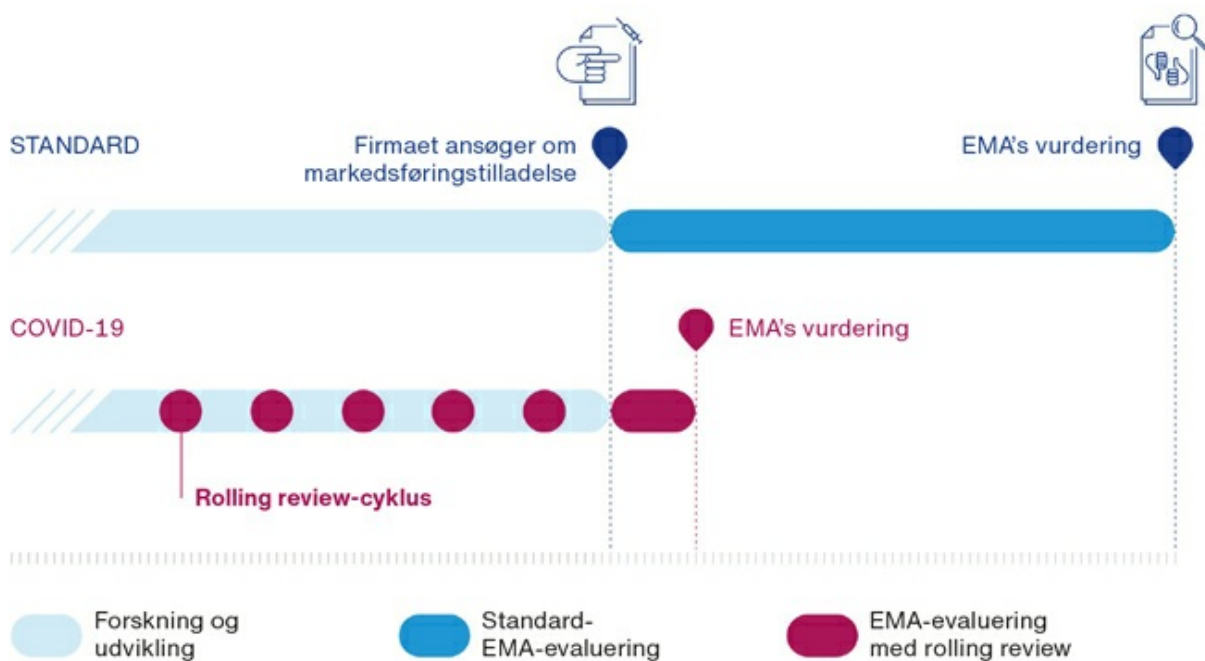 STANDARD
Firmaet ansøger om
markedsføringstilladelse
EMA's vurdering
COVID-19
EMA's vurdering
Rolling review-cyklus
Forskning og
udvikling
Standard-
EMA-evaluering
EMA-evaluering
med rolling review